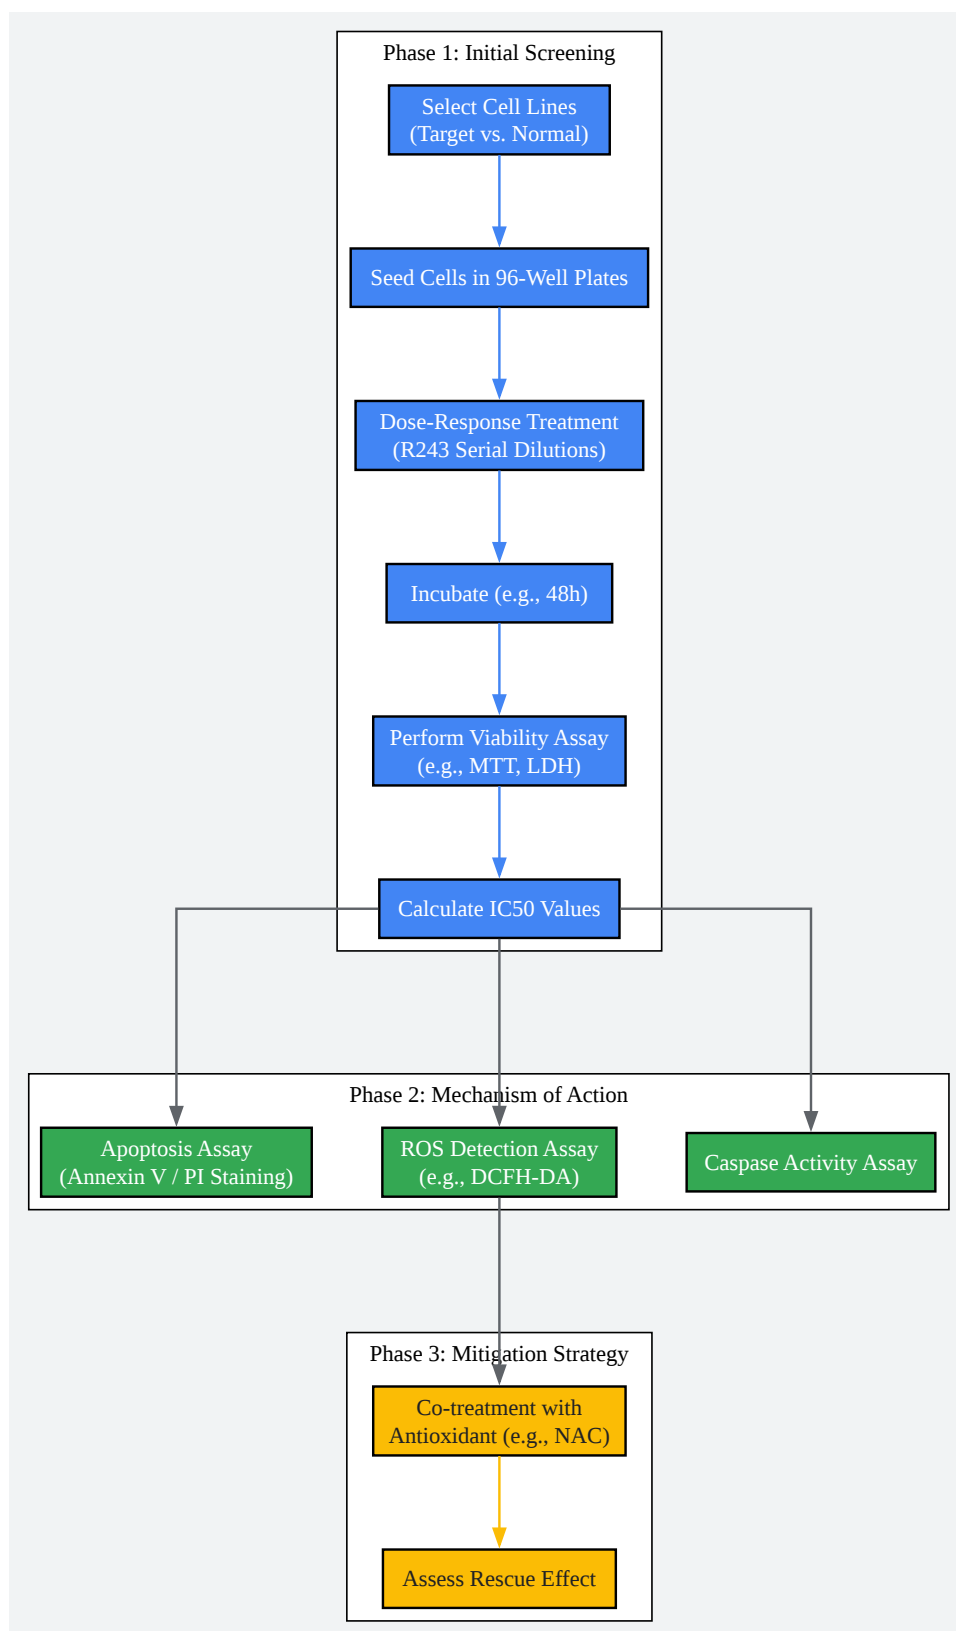 Phase 1: Initial Screening
Select Cell Lines
(Target vs. Normal)
Seed Cells in 96-Well Plates
Dose-Response Treatment
(R243 Serial Dilutions)
Incubate (e.g., 48h)
Perform Viability Assay
(e.g., MTT, LDH)
Calculate IC50 Values
Phase 2: Mechanism of Action
Apoptosis Assay
(Annexin V / PI Staining)
ROS Detection Assay
(e.g., DCFH-DA)
Caspase Activity Assay
Phase 3: Mitigation Strategy
Co-treatment with
Antioxidant (e.g., NAC)
Assess Rescue Effect